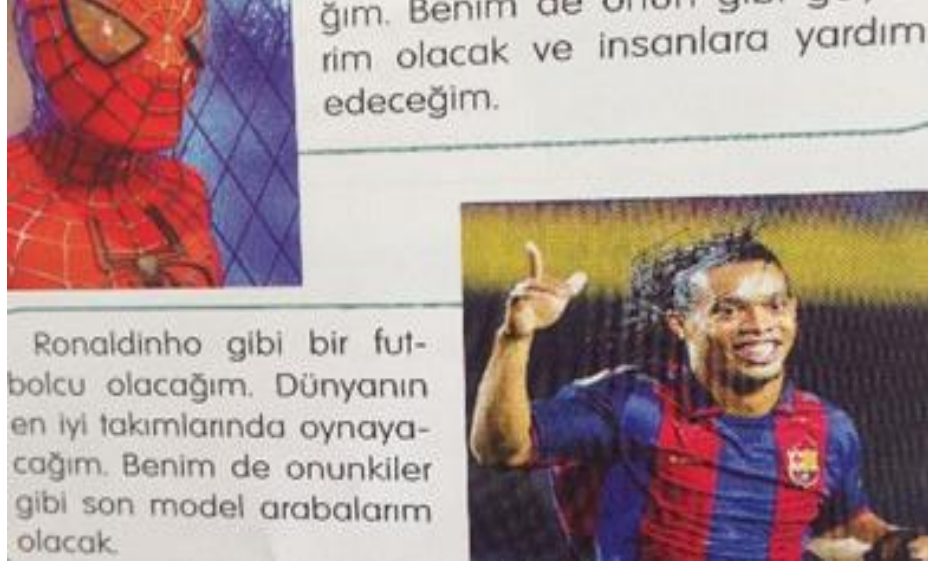 ğım. Benim de onun gibi
rim olacak ve insanlara yardım
edeceğim.
Ronaldinho gibi bir fut-
bolcu olacağım. Dünyanın
en iyi takımlarında oynaya-
cağım. Benim de onunkiler
gibi son model arabalarım
olacak.